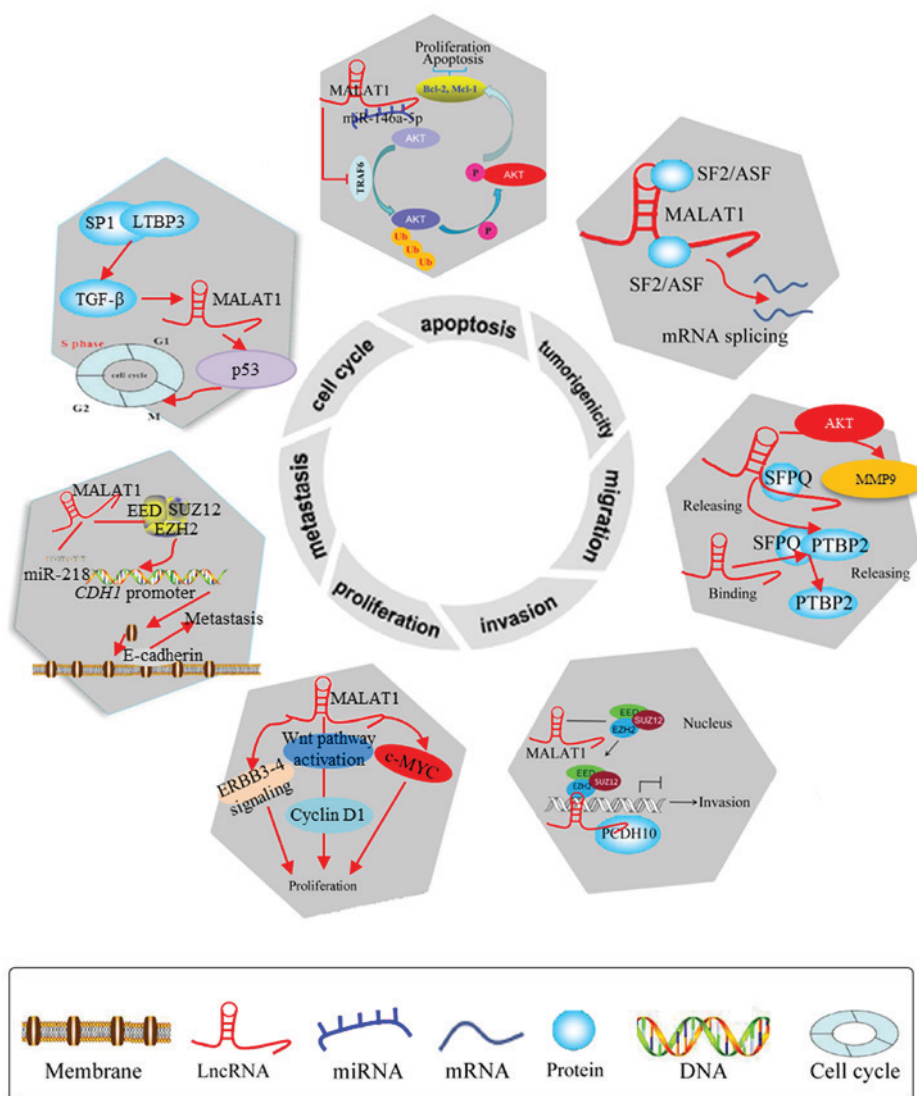 Proliferation
Apoptosis
MALAT1
Bcl-2, Mcl-1
miR-146a-5p
AKT
TRAF6
P
AKT
AKT
P
Ub
Ub
Ub
SF2/ASF
MALAT1
SF2/ASF
mRNA splicing
SP1
LTBP3
TGF-β
MALAT1
S phase
G1
cell cycle
p53
G2
M
apoptosis
tumorigenicity
migration
invasion
proliferation
metastasis
cell cycle
AKT
MMP9
SFPQ
Releasing
SFPQ
PTBP2
Releasing
Binding
PTBP2
MALAT1
EED
SUZ12
EZH2
miR-218
CDH1 promoter
Metastasis
E-cadherin
MALAT1
Wnt pathway
activation
c-MYC
ERBB3-4
signaling
Cyclin D1
Proliferation
EED
SUZ12
EZH2
Nucleus
MALAT1
EED
SUZ12
EZH2
Invasion
PCDH10
Membrane
LncRNA
miRNA
mRNA
Protein
DNA
Cell cycle